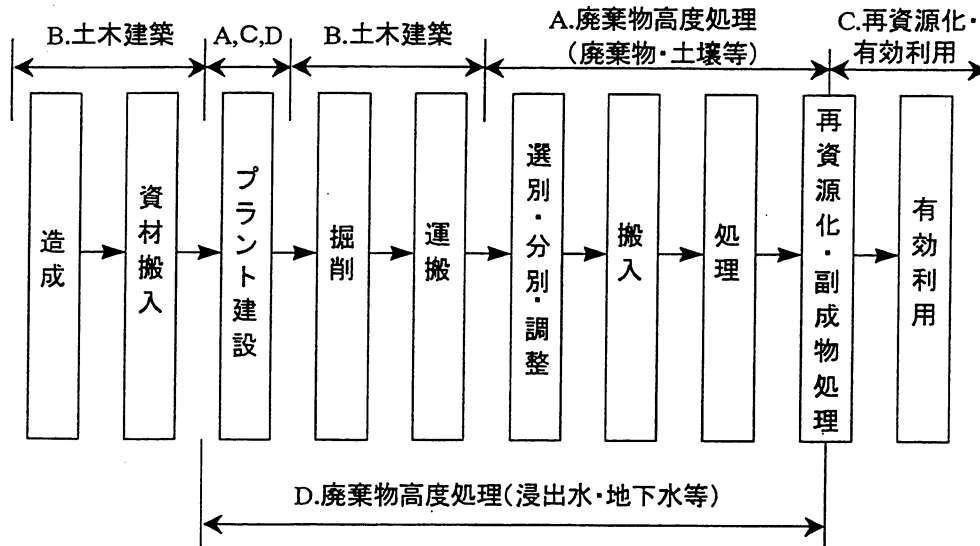 B.土木建築
A,C,D
B.土木建築
A.廃棄物高度処理
(廃棄物・土壌等)
C.再資源化・
有効利用
造成
資材搬入
プラント建設
掘削
運搬
選別・分別・調整
搬入
処理
再資源化・副成物処理
有効利用
D.廃棄物高度処理(浸出水・地下水等)